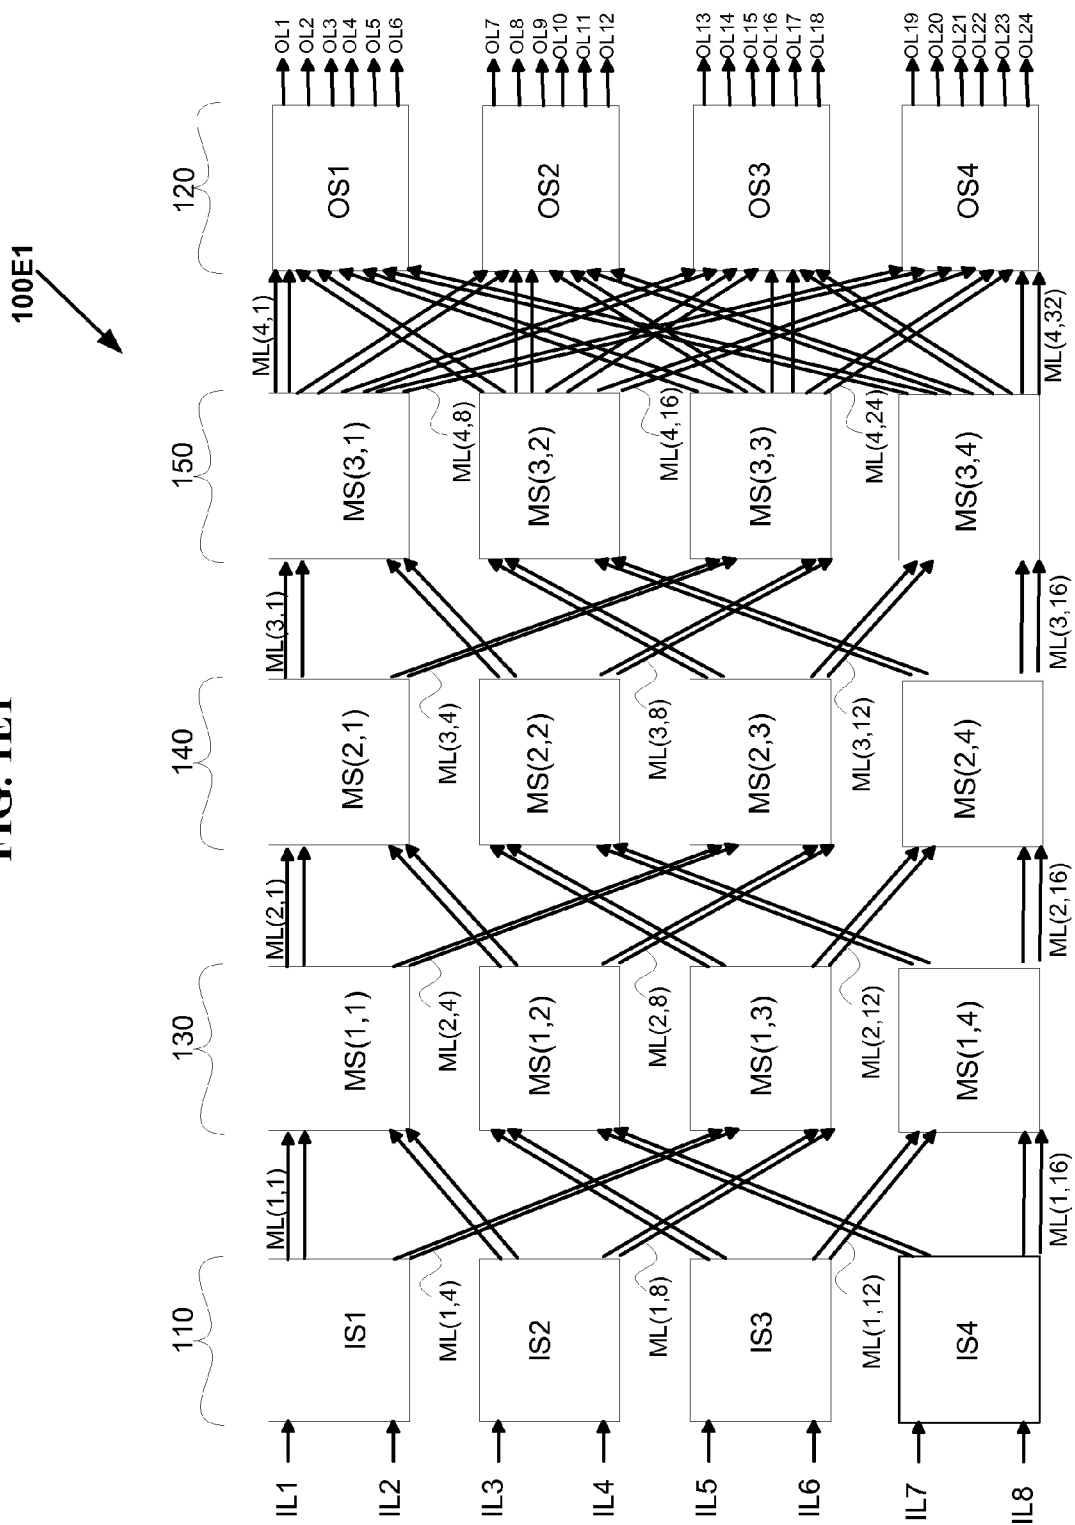 FIG. 1E1
100E1
110
130
140
150
120
IL1
IL2
IL3
IL4
IL5
IL6
IL7
IL8
IS1
IS2
IS3
IS4
ML(1,1)
ML(1,4)
ML(1,8)
ML(1,12)
ML(1,16)
MS(1,1)
MS(1,2)
MS(1,3)
MS(1,4)
ML(2,1)
ML(2,4)
ML(2,8)
ML(2,12)
ML(2,16)
MS(2,1)
MS(2,2)
MS(2,3)
MS(2,4)
ML(3,1)
ML(3,4)
ML(3,8)
ML(3,12)
ML(3,16)
MS(3,1)
MS(3,2)
MS(3,3)
MS(3,4)
ML(4,1)
ML(4,8)
ML(4,16)
ML(4,24)
ML(4,32)
OS1
OS2
OS3
OS4
OL1
OL2
OL3
OL4
OL5
OL6
OL7
OL8
OL9
OL10
OL11
OL12
OL13
OL14
OL15
OL16
OL17
OL18
OL19
OL20
OL21
OL22
OL23
OL24